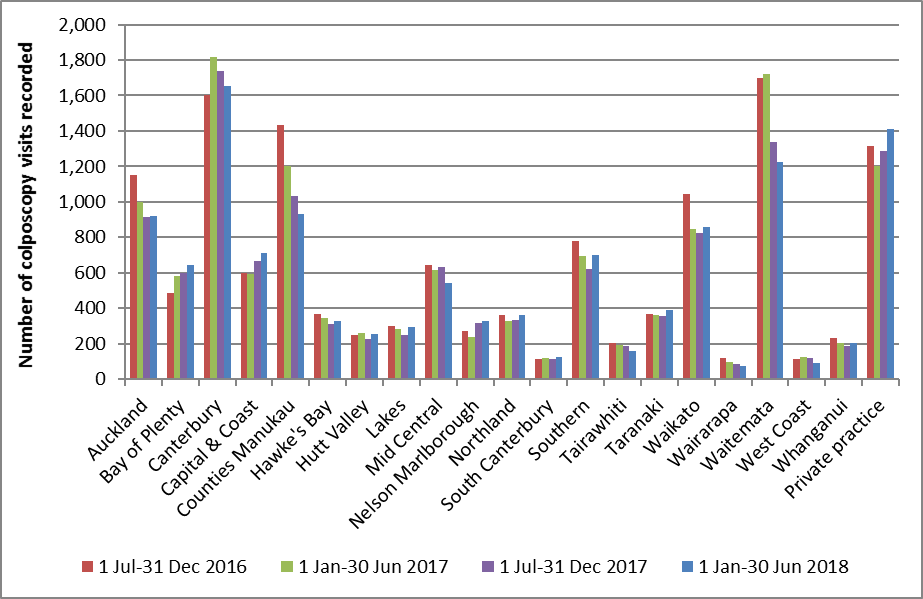 Number of colposcopy visits recorded
2,000
1,800
1,600
1,400
1,200
1,000
800
600
400
200
0
Auckland
Bay of Plenty
Canterbury
Capital & Coast
Counties Manukau
Hawke's Bay
Hutt Valley
Lakes
Mid Central
Nelson Marlborough
Northland
South Canterbury
Southern
Tairawhiti
Taranaki
Waikato
Wairarapa
Waitemata
West Coast
Whanganui
Private practice
1 Jul-31 Dec 2016
1 Jan-30 Jun 2017
1 Jul-31 Dec 2017
1 Jan-30 Jun 2018